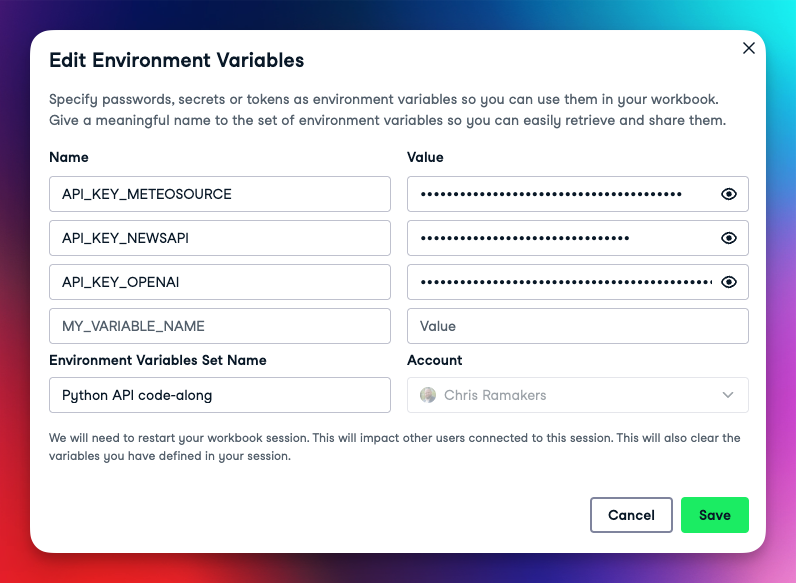 Edit Environment Variables
Specify passwords, secrets or tokens as environment variables so you can use them in your workbook.
Give a meaningful name to the set of environment variables so you can easily retrieve and share them.
Name
Value
API_KEY_METEOSOURCE
••••••••••••••••••••••••••••••••••••••••
API_KEY_NEWSAPI
••••••••••••••••••••••••••••••••
API_KEY_OPENAI
•••••••••••••••••••••••••••••••••••••••••••••
MY_VARIABLE_NAME
Value
Environment Variables Set Name
Account
Python API code-along
Chris Ramakers
We will need to restart your workbook session. This will impact other users connected to this session. This will also clear the
variables you have defined in your session.
Cancel
Save